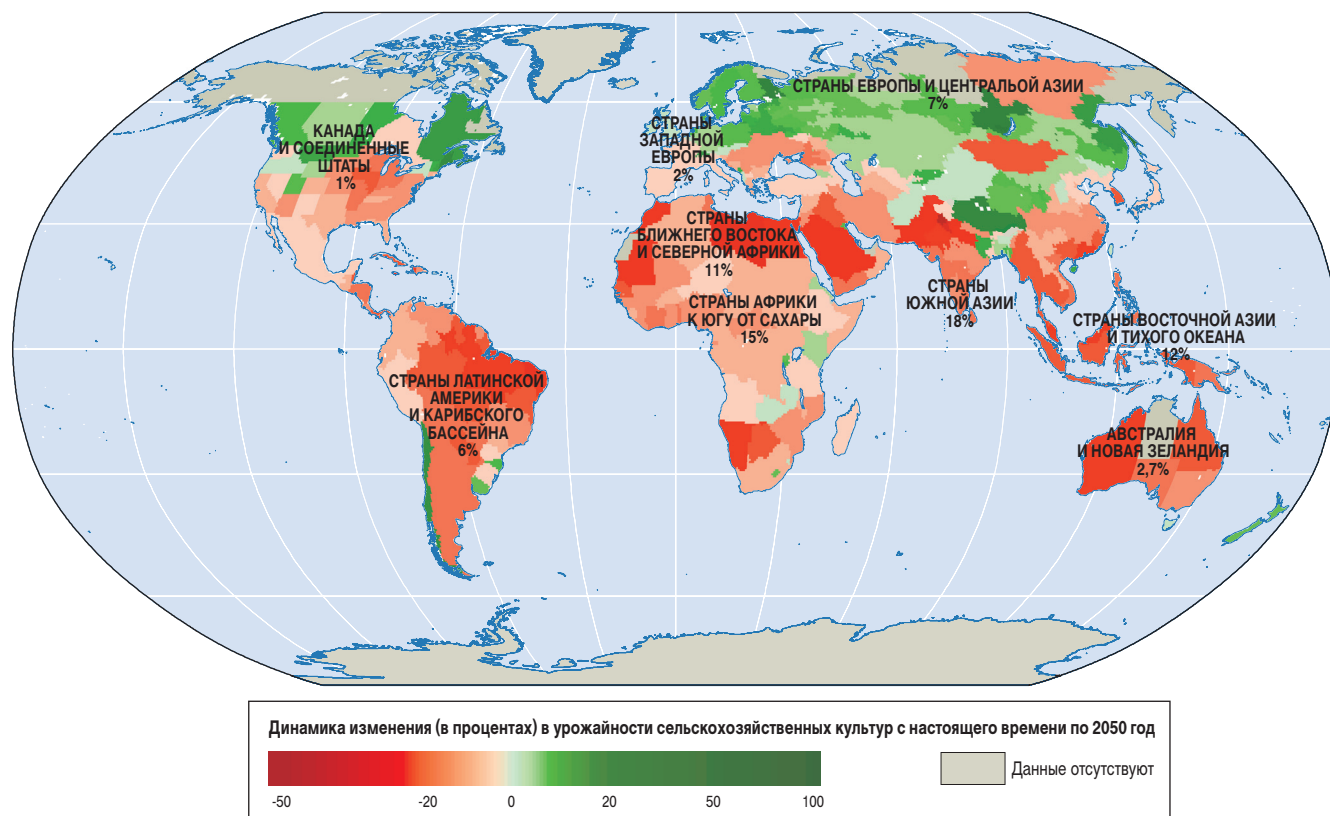 СТРАНЫ ЕВРОПЫ И ЦЕНТРАЛЬОЙ АЗИИ
7%
КАНАДА
И СОЕДИНЕННЫЕ
ШТАТЫ
1%
СТРАНЫ
ЗАПАДНОЙ
ЕВРОПЫ
2%
СТРАНЫ
БЛИЖНЕГО ВОСТОКА
И СЕВЕРНОЙ АФРИКИ
11%
СТРАНЫ
ЮЖНОЙ АЗИИ
18%
СТРАНЫ АФРИКИ
К ЮГУ ОТ САХАРЫ
15%
СТРАНЫ ВОСТОЧНОЙ АЗИИ
И ТИХОГО ОКЕАНА
12%
СТРАНЫ ЛАТИНСКОЙ
АМЕРИКИ
И КАРИБСКОГО
БАССЕЙНА
6%
АВСТРАЛИЯ
И НОВАЯ ЗЕЛАНДИЯ
2,7%
Динамика изменения (в процентах) в урожайности сельскохозяйственных культур с настоящего времени по 2050 год
Данные отсутствуют
-50 -20 0 20 50 100